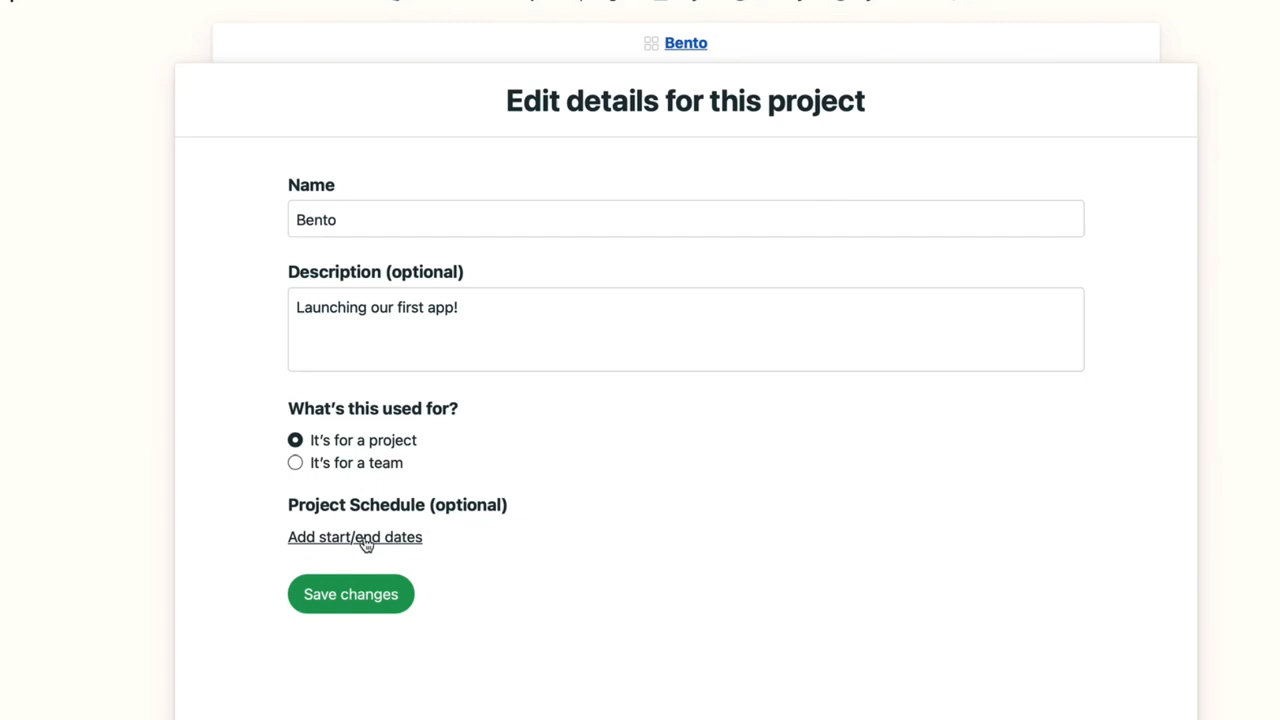 Bento
Edit details for this project
Name
Bento
Description (optional)
Launching our first app!
What's this used for?
It's for a project
It's for a team
Project Schedule (optional)
Add start/end dates
Save changes